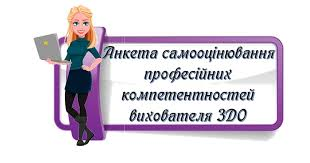 Анкета самооцінювання
професійних
компетентностей
вихователя ЗДО